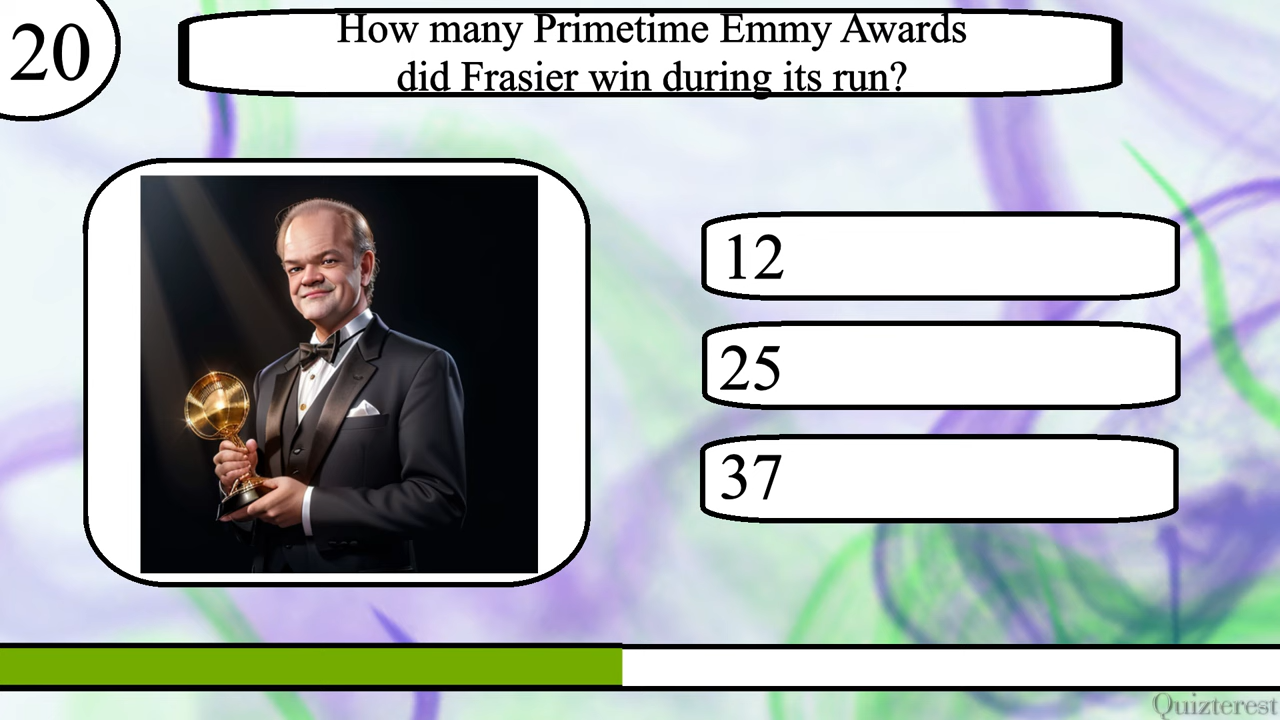 20
How many Primetime Emmy Awards
did Frasier win during its run?
12
25
37
Quizterest